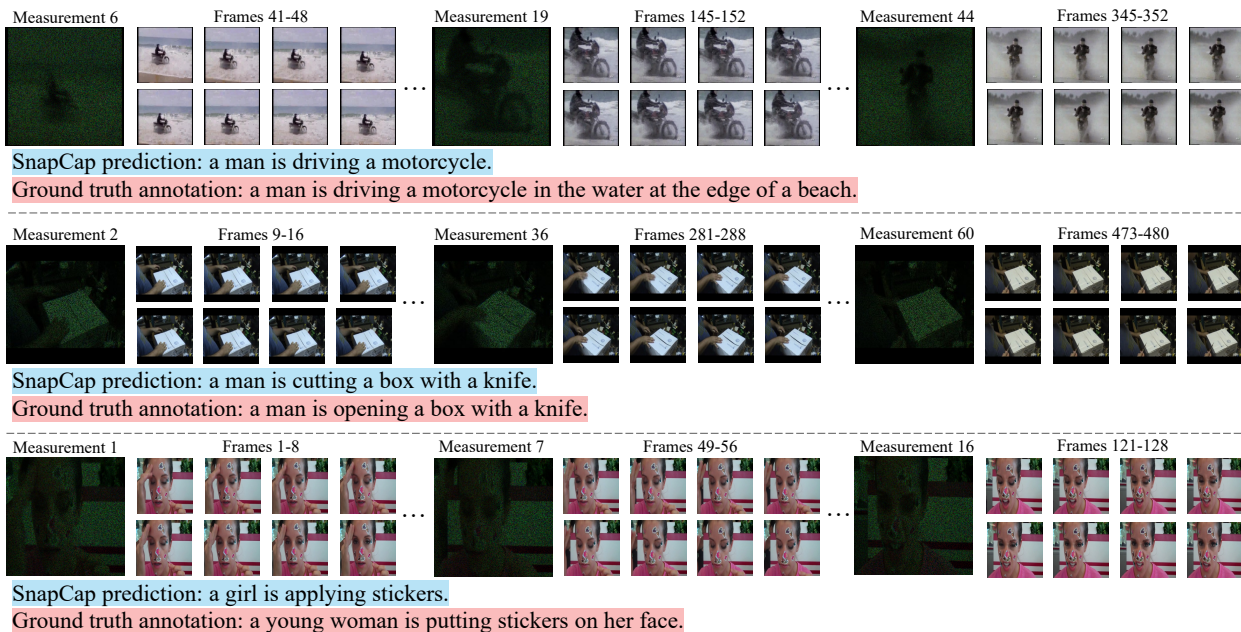 Measurement 6 Frames 41-48 Measurement 19 Frames 145-152 Measurement 44 Frames 345-352
... ...
SnapCap prediction: a man is driving a motorcycle.
Ground truth annotation: a man is driving a motorcycle in the water at the edge of a beach.
Measurement 2 Frames 9-16 Measurement 36 Frames 281-288 Measurement 60 Frames 473-480
... ...
SnapCap prediction: a man is cutting a box with a knife.
Ground truth annotation: a man is opening a box with a knife.
Measurement 1 Frames 1-8 Measurement 7 Frames 49-56 Measurement 16 Frames 121-128
... ...
SnapCap prediction: a girl is applying stickers.
Ground truth annotation: a young woman is putting stickers on her face.